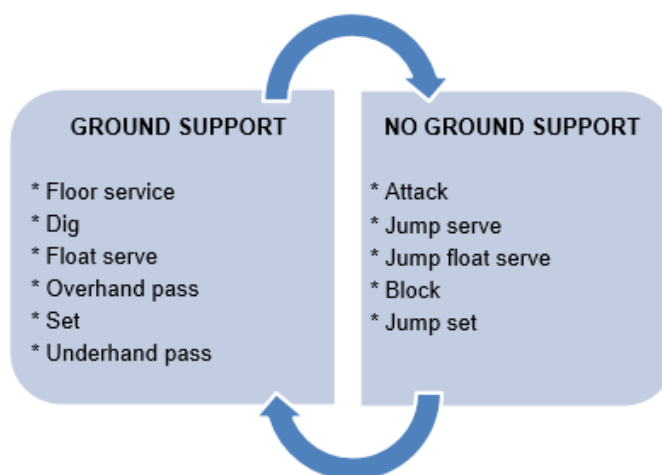 GROUND SUPPORT
* Floor service
* Dig
* Float serve
* Overhand pass
* Set
* Underhand pass
NO GROUND SUPPORT
* Attack
* Jump serve
* Jump float serve
* Block
* Jump set